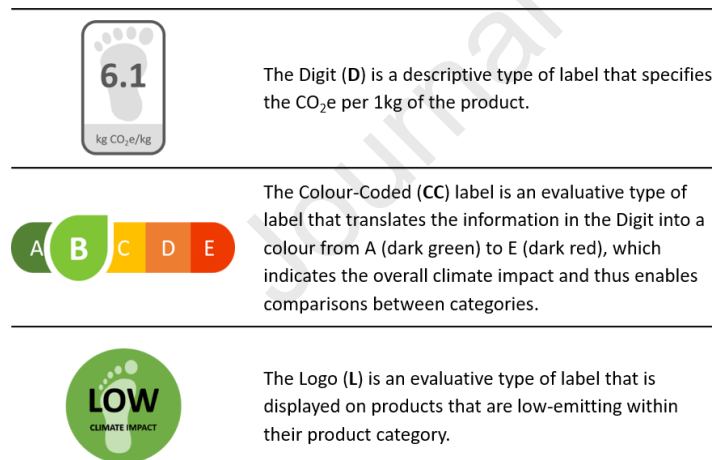 6.1
kg CO₂e/kg
The Digit (D) is a descriptive type of label that specifies
the CO₂e per 1kg of the product.
A B C D E
The Colour-Coded (CC) label is an evaluative type of
label that translates the information in the Digit into a
colour from A (dark green) to E (dark red), which
indicates the overall climate impact and thus enables
comparisons between categories.
LOW
CLIMATE IMPACT
The Logo (L) is an evaluative type of label that is
displayed on products that are low-emitting within
their product category.
Journal